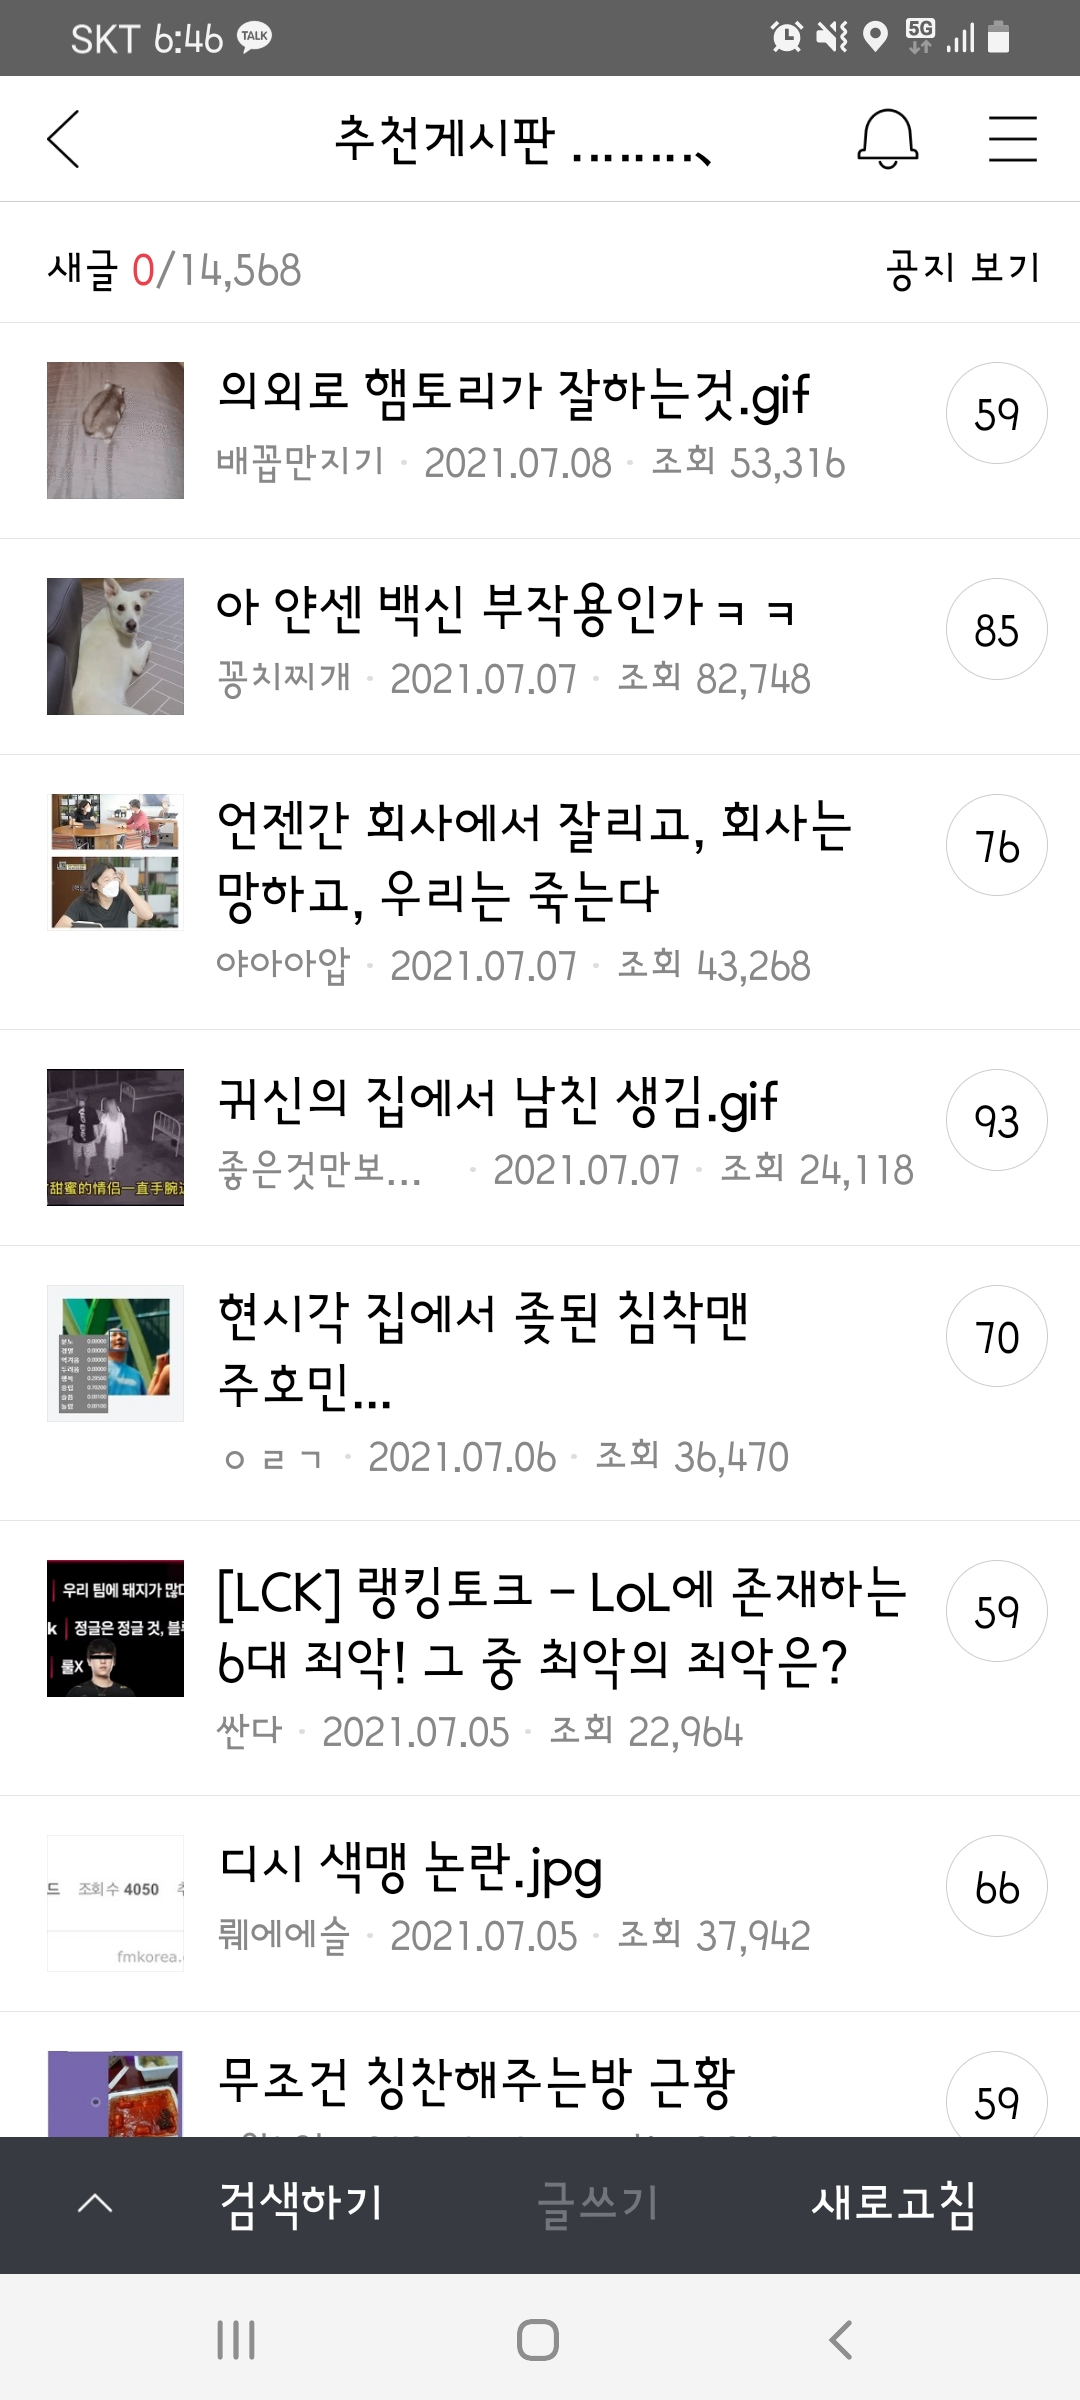 SKT 6:46 TALK 5G
추천게시판 ........、
새글 0/14,568 공지 보기
의외로 햄토리가 잘하는것.gif 59
배꼽만지기 · 2021.07.08 · 조회 53,316
아 얀센 백신 부작용인가ㅋㅋ 85
꽁치찌개 · 2021.07.07 · 조회 82,748
언젠간 회사에서 잘리고, 회사는 76
망하고, 우리는 죽는다
야아아압 · 2021.07.07 · 조회 43,268
귀신의 집에서 남친 생김.gif 93
좋은것만보... · 2021.07.07 · 조회 24,118
甜蜜的情侣一直手腕
현시각 집에서 좆된 침착맨 70
주호민...
ㅇㄹㄱ · 2021.07.06 · 조회 36,470
[LCK] 랭킹토크 - LoL에 존재하는 59
6대 죄악! 그 중 최악의 죄악은?
싼다 · 2021.07.05 · 조회 22,964
우리 팀에 돼지가 많다
k 정글은 정글 것, 블루
룰X
디시 색맹 논란.jpg 66
뤠에에슬 · 2021.07.05 · 조회 37,942
드 조회수 4050
fmkorea.
무조건 칭찬해주는방 근황 59
검색하기 글쓰기 새로고침